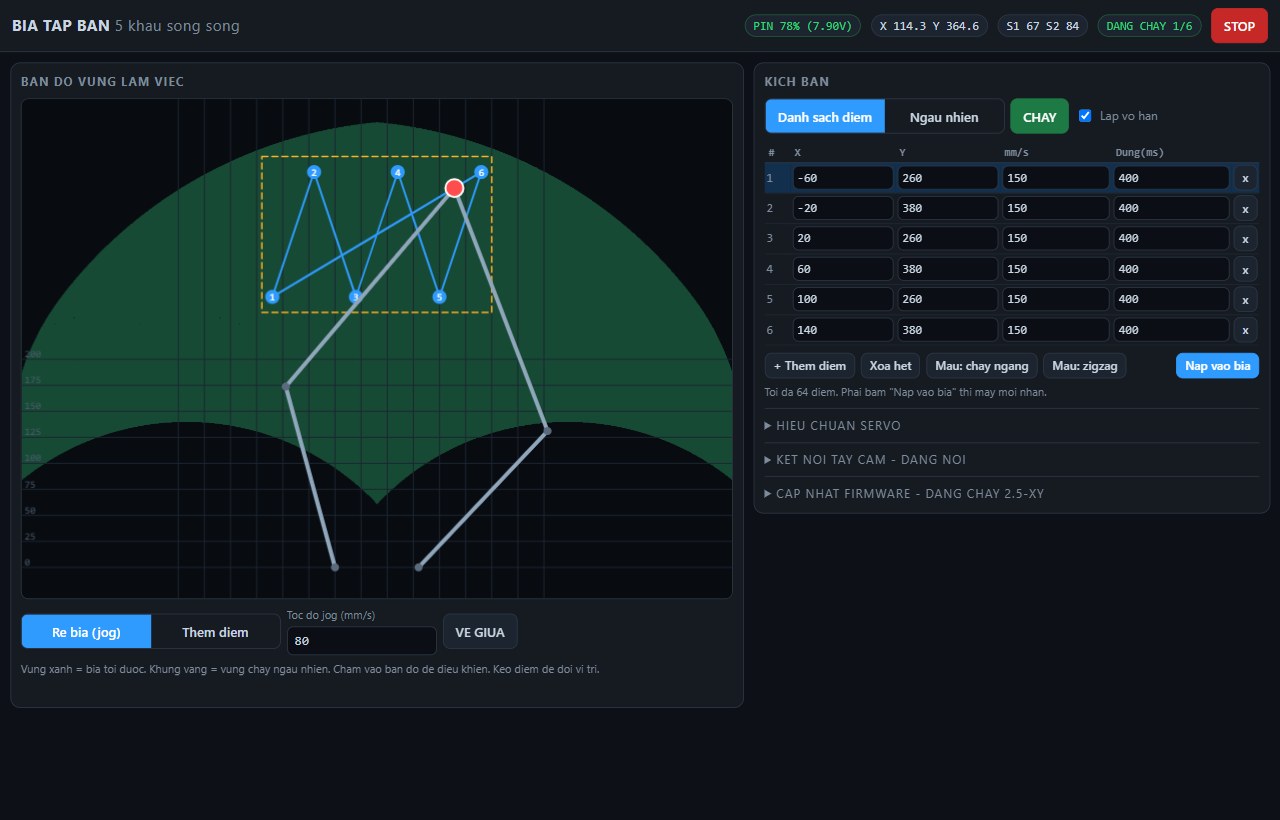 BIA TAP BAN 5 khau song song
PIN 78% (7.90V) X 114.3 Y 364.6 S1 67 S2 84 DANG CHAY 1/6 STOP
BAN DO VUNG LAM VIEC
2 4 6
1 3 5
200
175
150
125
100
75
50
25
0
Re bia (jog) Them diem
Toc do jog (mm/s)
80
VE GIUA
Vung xanh = bia toi duoc. Khung vang = vung chay ngau nhien. Cham vao ban do de dieu khien. Keo diem de doi vi tri.
KICH BAN
Danh sach diem Ngau nhien CHAY Lap vo han
# X Y mm/s Dung(ms)
1 -60 260 150 400 x
2 -20 380 150 400 x
3 20 260 150 400 x
4 60 380 150 400 x
5 100 260 150 400 x
6 140 380 150 400 x
+ Them diem Xoa het Mau: chay ngang Mau: zigzag Nap vao bia
Toi da 64 diem. Phai bam "Nap vao bia" thi may moi nhan.
HIEU CHUAN SERVO
KET NOI TAY CAM - DANG NOI
CAP NHAT FIRMWARE - DANG CHAY 2.5-XY